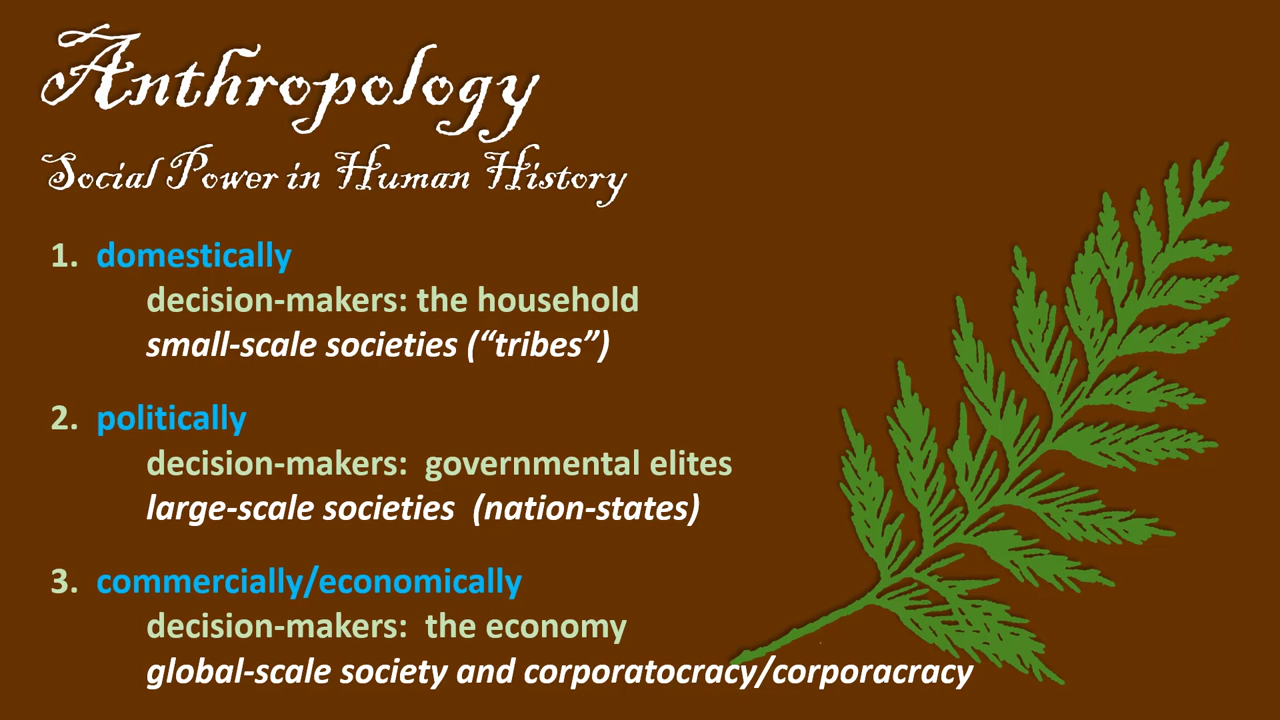 Anthropology
Social Power in Human History
1. domestically
decision-makers: the household
small-scale societies (“tribes”)
2. politically
decision-makers: governmental elites
large-scale societies (nation-states)
3. commercially/economically
decision-makers: the economy
global-scale society and corporatocracy/corporacracy